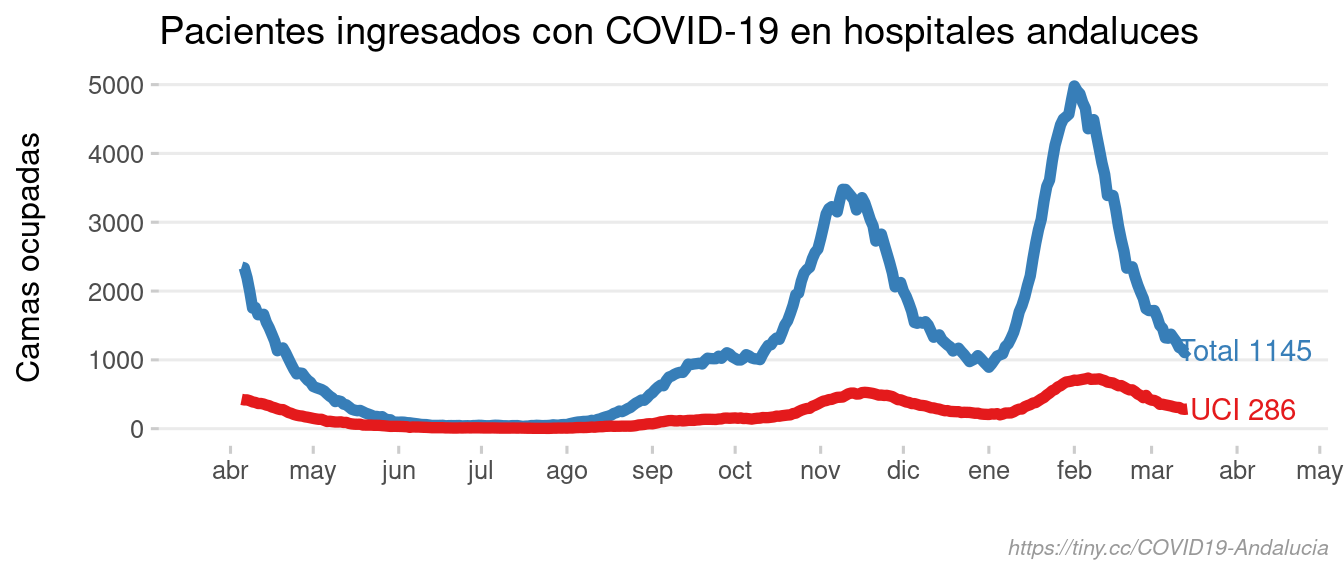 Pacientes ingresados con COVID-19 en hospitales andaluces
Camas ocupadas
5000
4000
3000
2000
1000
0
Total 1145
UCI 286
abr may jun jul ago sep oct nov dic ene feb mar abr may
https://tiny.cc/COVID19-Andalucia